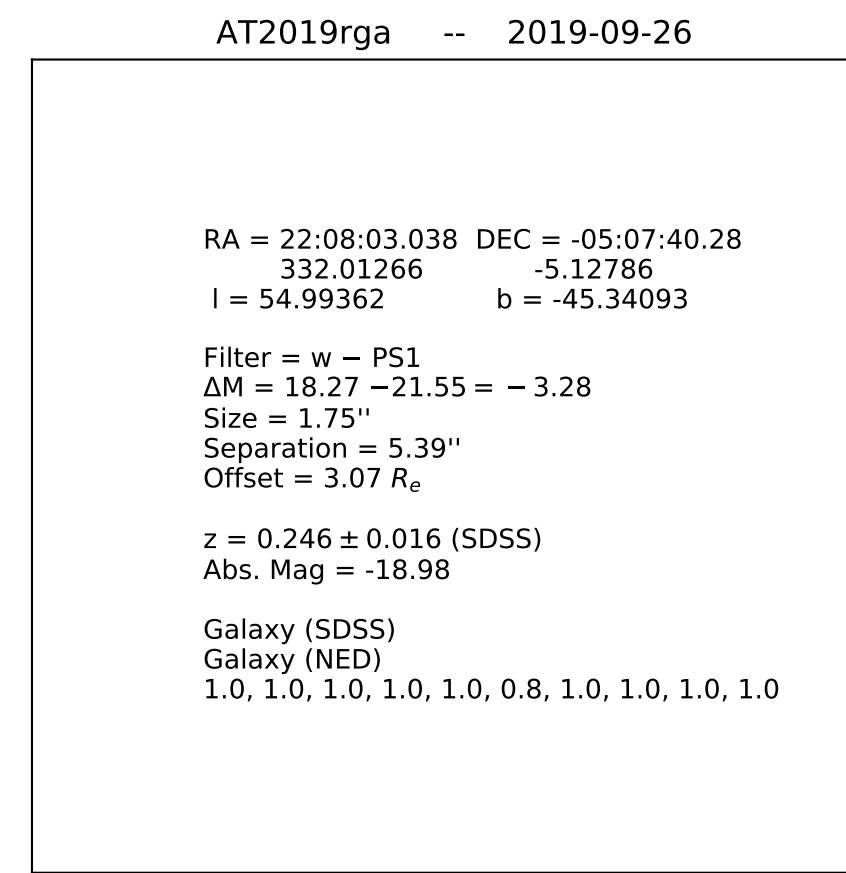 AT2019rga -- 2019-09-26
RA = 22:08:03.038 DEC = -05:07:40.28
332.01266 -5.12786
l = 54.99362 b = -45.34093
Filter = w − PS1
ΔM = 18.27 −21.55 = − 3.28
Size = 1.75''
Separation = 5.39''
Offset = 3.07 Rₑ
z = 0.246 ± 0.016 (SDSS)
Abs. Mag = -18.98
Galaxy (SDSS)
Galaxy (NED)
1.0, 1.0, 1.0, 1.0, 1.0, 0.8, 1.0, 1.0, 1.0, 1.0